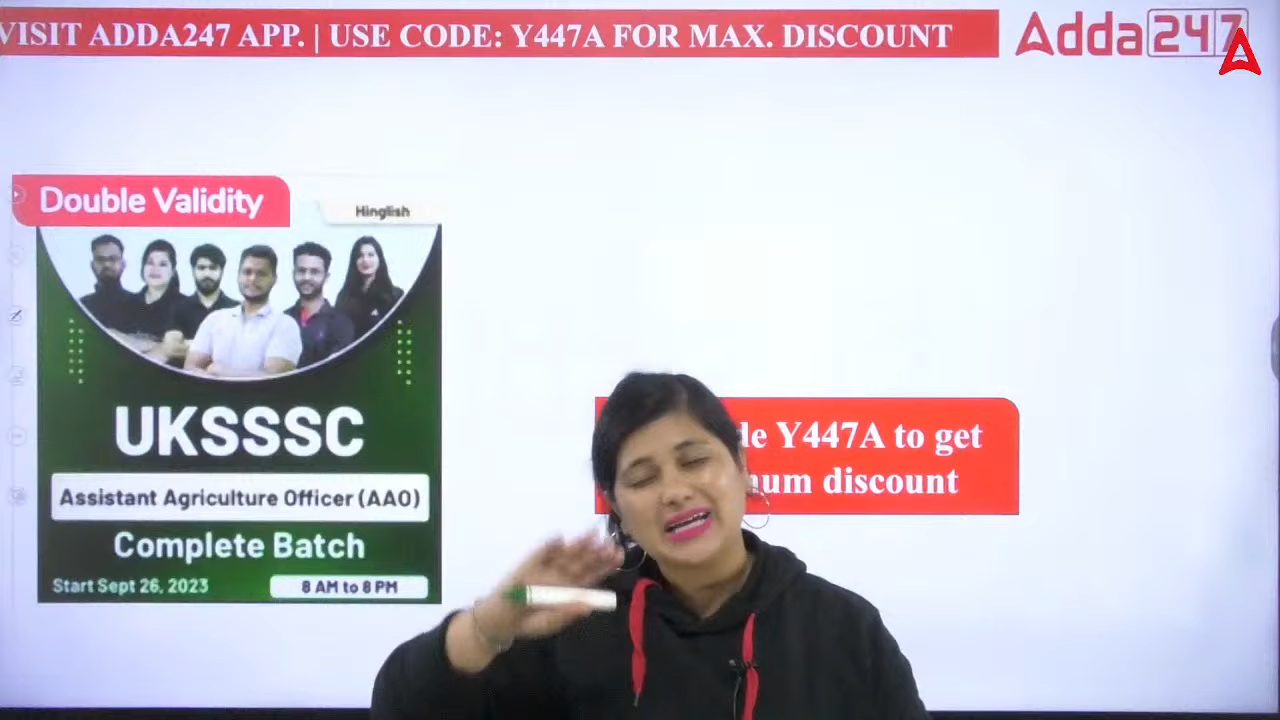 VISIT ADDA247 APP. | USE CODE: Y447A FOR MAX. DISCOUNT
Adda247
Double Validity
Hinglish
UKSSSC
Assistant Agriculture Officer (AAO)
Complete Batch
Start Sept 26, 2023
8 AM to 8 PM
Y447A to get
discount